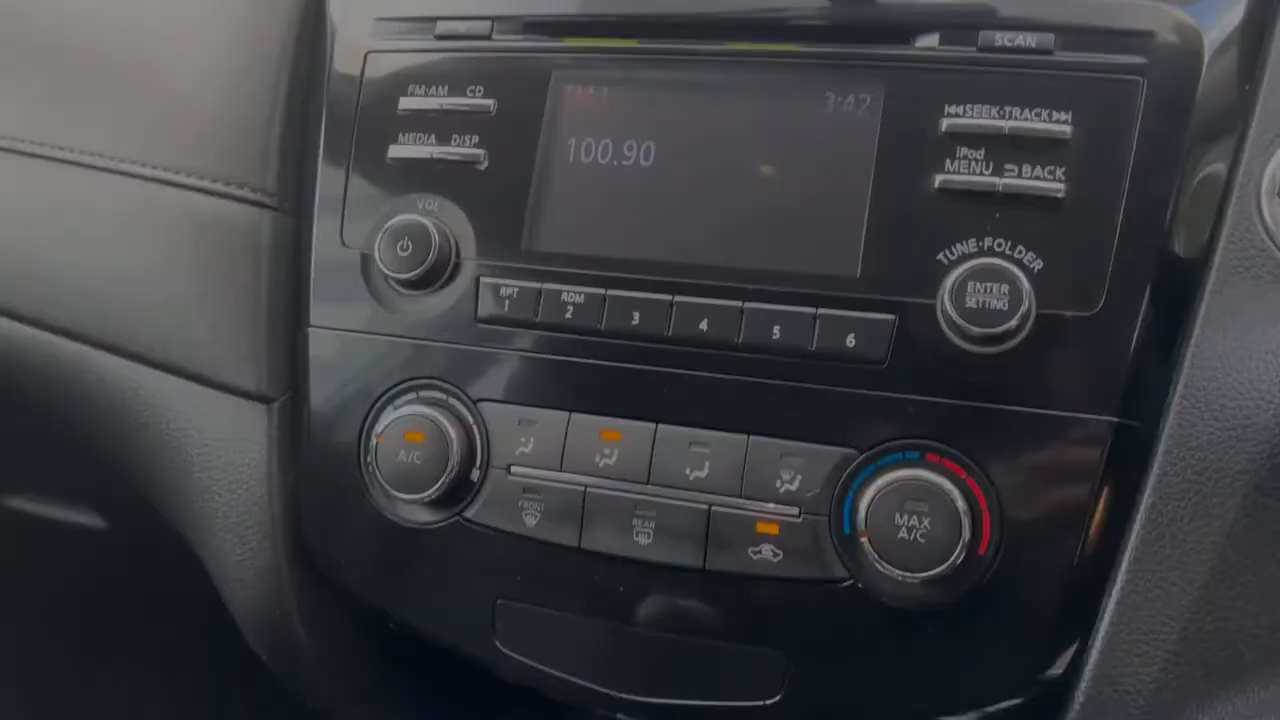 SCAN
FM·AM CD
MEDIA DISP
VOL
3:42
100.90
SEEK·TRACK
iPod
MENU
BACK
TUNE·FOLDER
ENTER
SETTING
RPT
1
RDM
2
3
4
5
6
A/C
FRONT
REAR
MAX
A/C